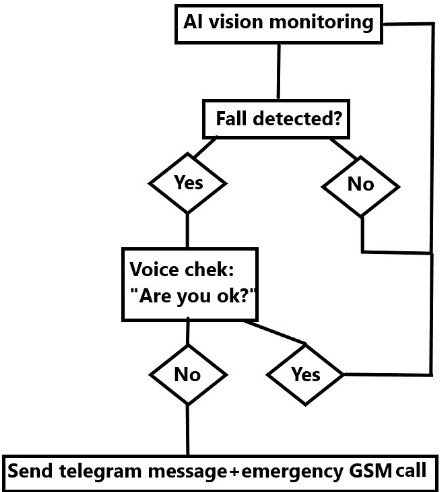 AI vision monitoring
Fall detected?
Yes
No
Voice chek:
"Are you ok?"
No
Yes
Send telegram message+emergency GSM call